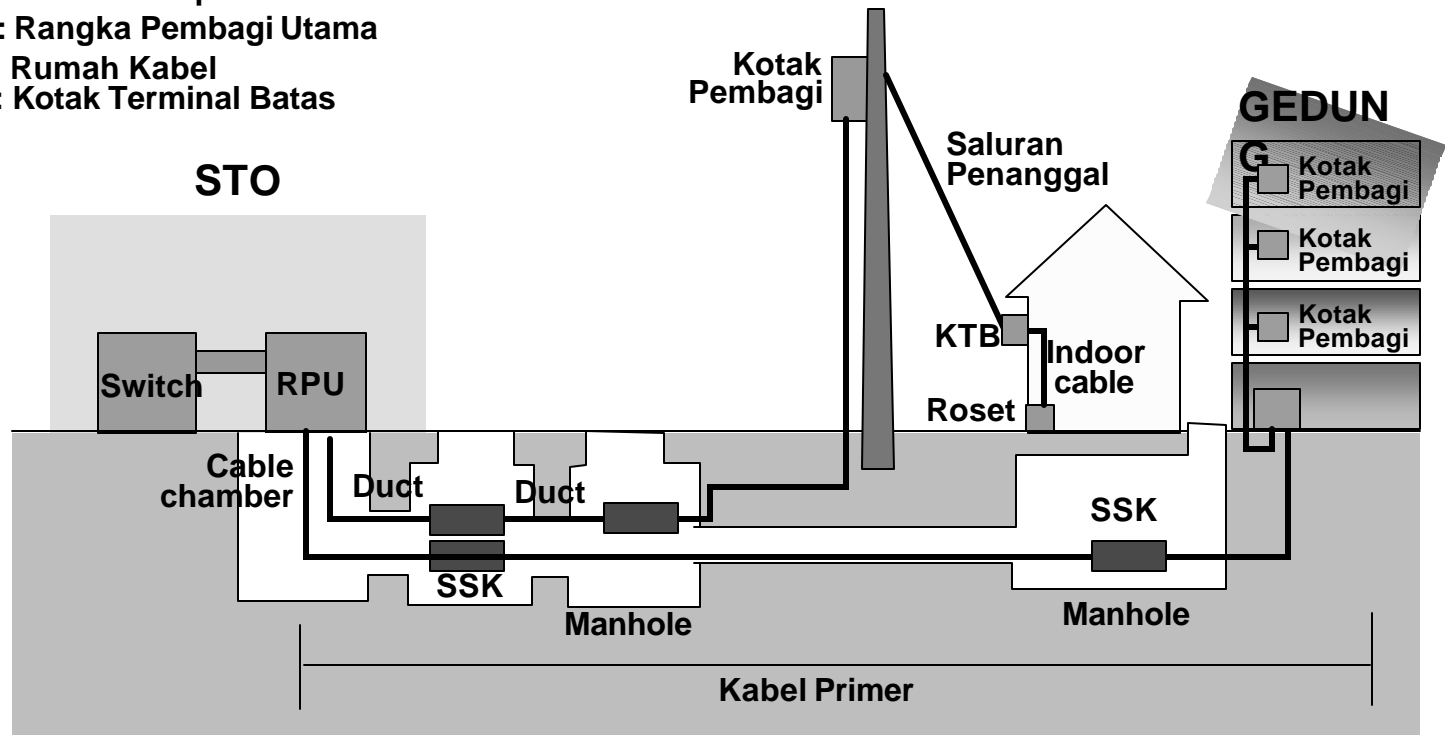 : Rangka Pembagi Utama
Rumah Kabel
: Kotak Terminal Batas
STO
Kotak
Pembagi
Saluran
Penanggal
GEDUN
G
Kotak
Pembagi
Kotak
Pembagi
Kotak
Pembagi
KTB
Indoor
cable
Roset
Switch
RPU
Cable
chamber
Duct
Duct
SSK
SSK
Manhole
Manhole
Kabel Primer